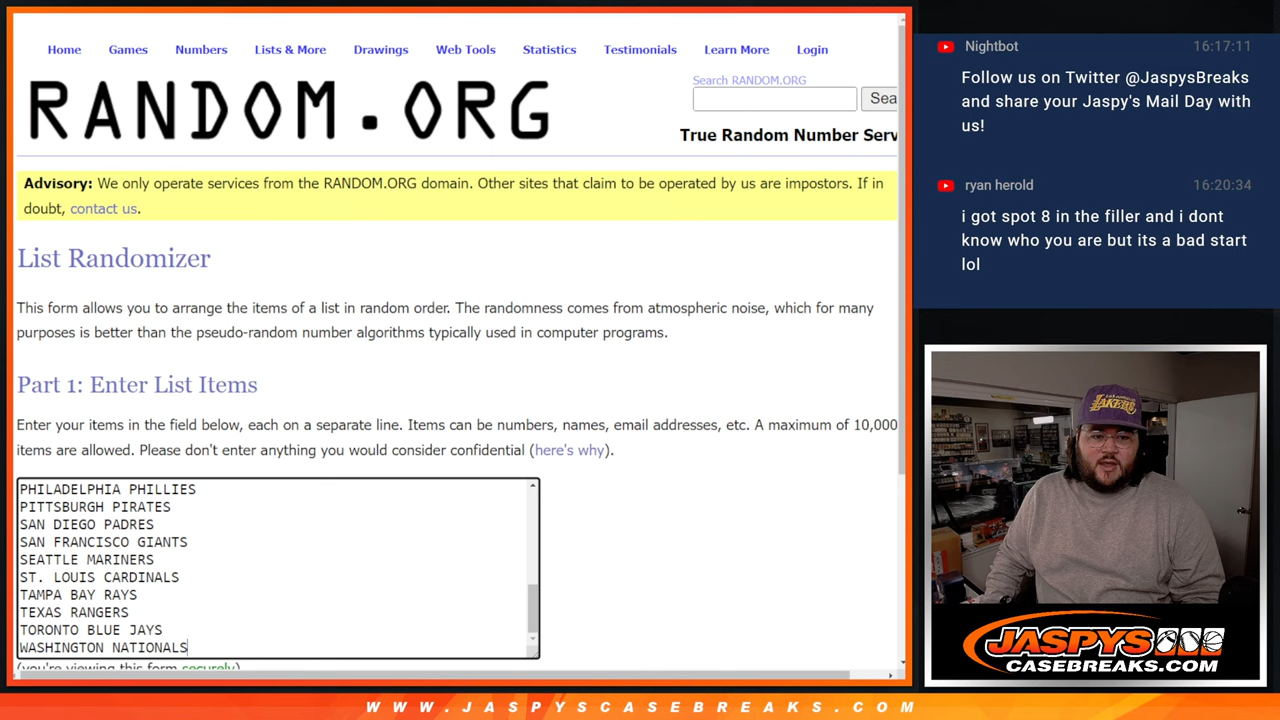 Home Games Numbers Lists & More Drawings Web Tools Statistics Testimonials Learn More Login
RANDOM.ORG
Search RANDOM.ORG
Sea
True Random Number Serv
Advisory: We only operate services from the RANDOM.ORG domain. Other sites that claim to be operated by us are impostors. If in
doubt, contact us.
List Randomizer
This form allows you to arrange the items of a list in random order. The randomness comes from atmospheric noise, which for many
purposes is better than the pseudo-random number algorithms typically used in computer programs.
Part 1: Enter List Items
Enter your items in the field below, each on a separate line. Items can be numbers, names, email addresses, etc. A maximum of 10,000
items are allowed. Please don't enter anything you would consider confidential (here's why).
PHILADELPHIA PHILLIES
PITTSBURGH PIRATES
SAN DIEGO PADRES
SAN FRANCISCO GIANTS
SEATTLE MARINERS
ST. LOUIS CARDINALS
TAMPA BAY RAYS
TEXAS RANGERS
TORONTO BLUE JAYS
WASHINGTON NATIONALS
(you're viewing this form securely)
Nightbot 16:17:11
Follow us on Twitter @JaspysBreaks
and share your Jaspy's Mail Day with
us!
ryan herold 16:20:34
i got spot 8 in the filler and i dont
know who you are but its a bad start
lol
LAKERS
JASPYS
CASEBREAKS.COM
WWW.JASPYSCASEBREAKS.COM